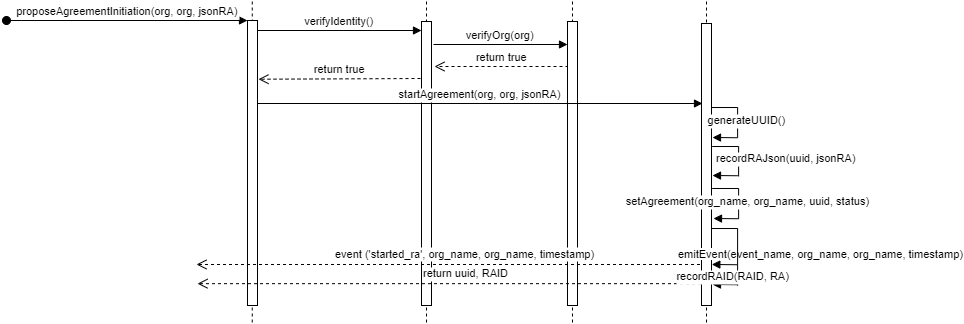 proposeAgreementInitiation(org, org, jsonRA)
verifyIdentity()
verifyOrg(org)
return true
return true
startAgreement(org, org, jsonRA)
generateUUID()
recordRAJson(uuid, jsonRA)
setAgreement(org_name, org_name, uuid, status)
event ('started_ra', org_name, org_name, timestamp)
emitEvent(event_name, org_name, org_name, timestamp)
return uuid, RAID
recordRAID(RAID, RA)